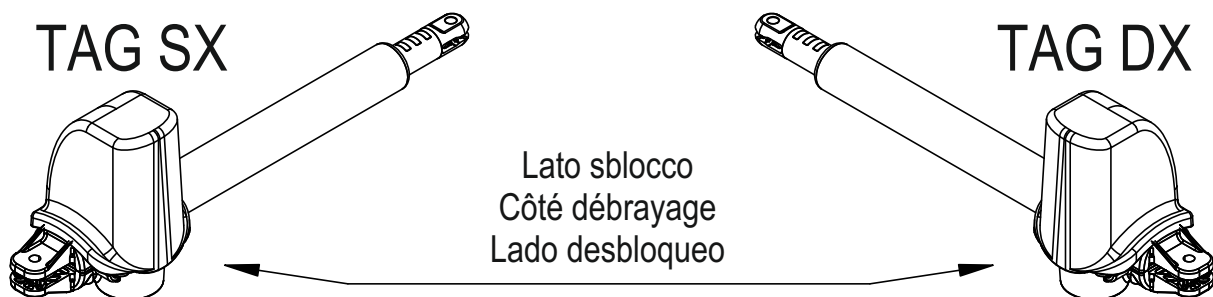 TAG SX
TAG DX
Lato sblocco
Côté débrayage
Lado desbloqueo